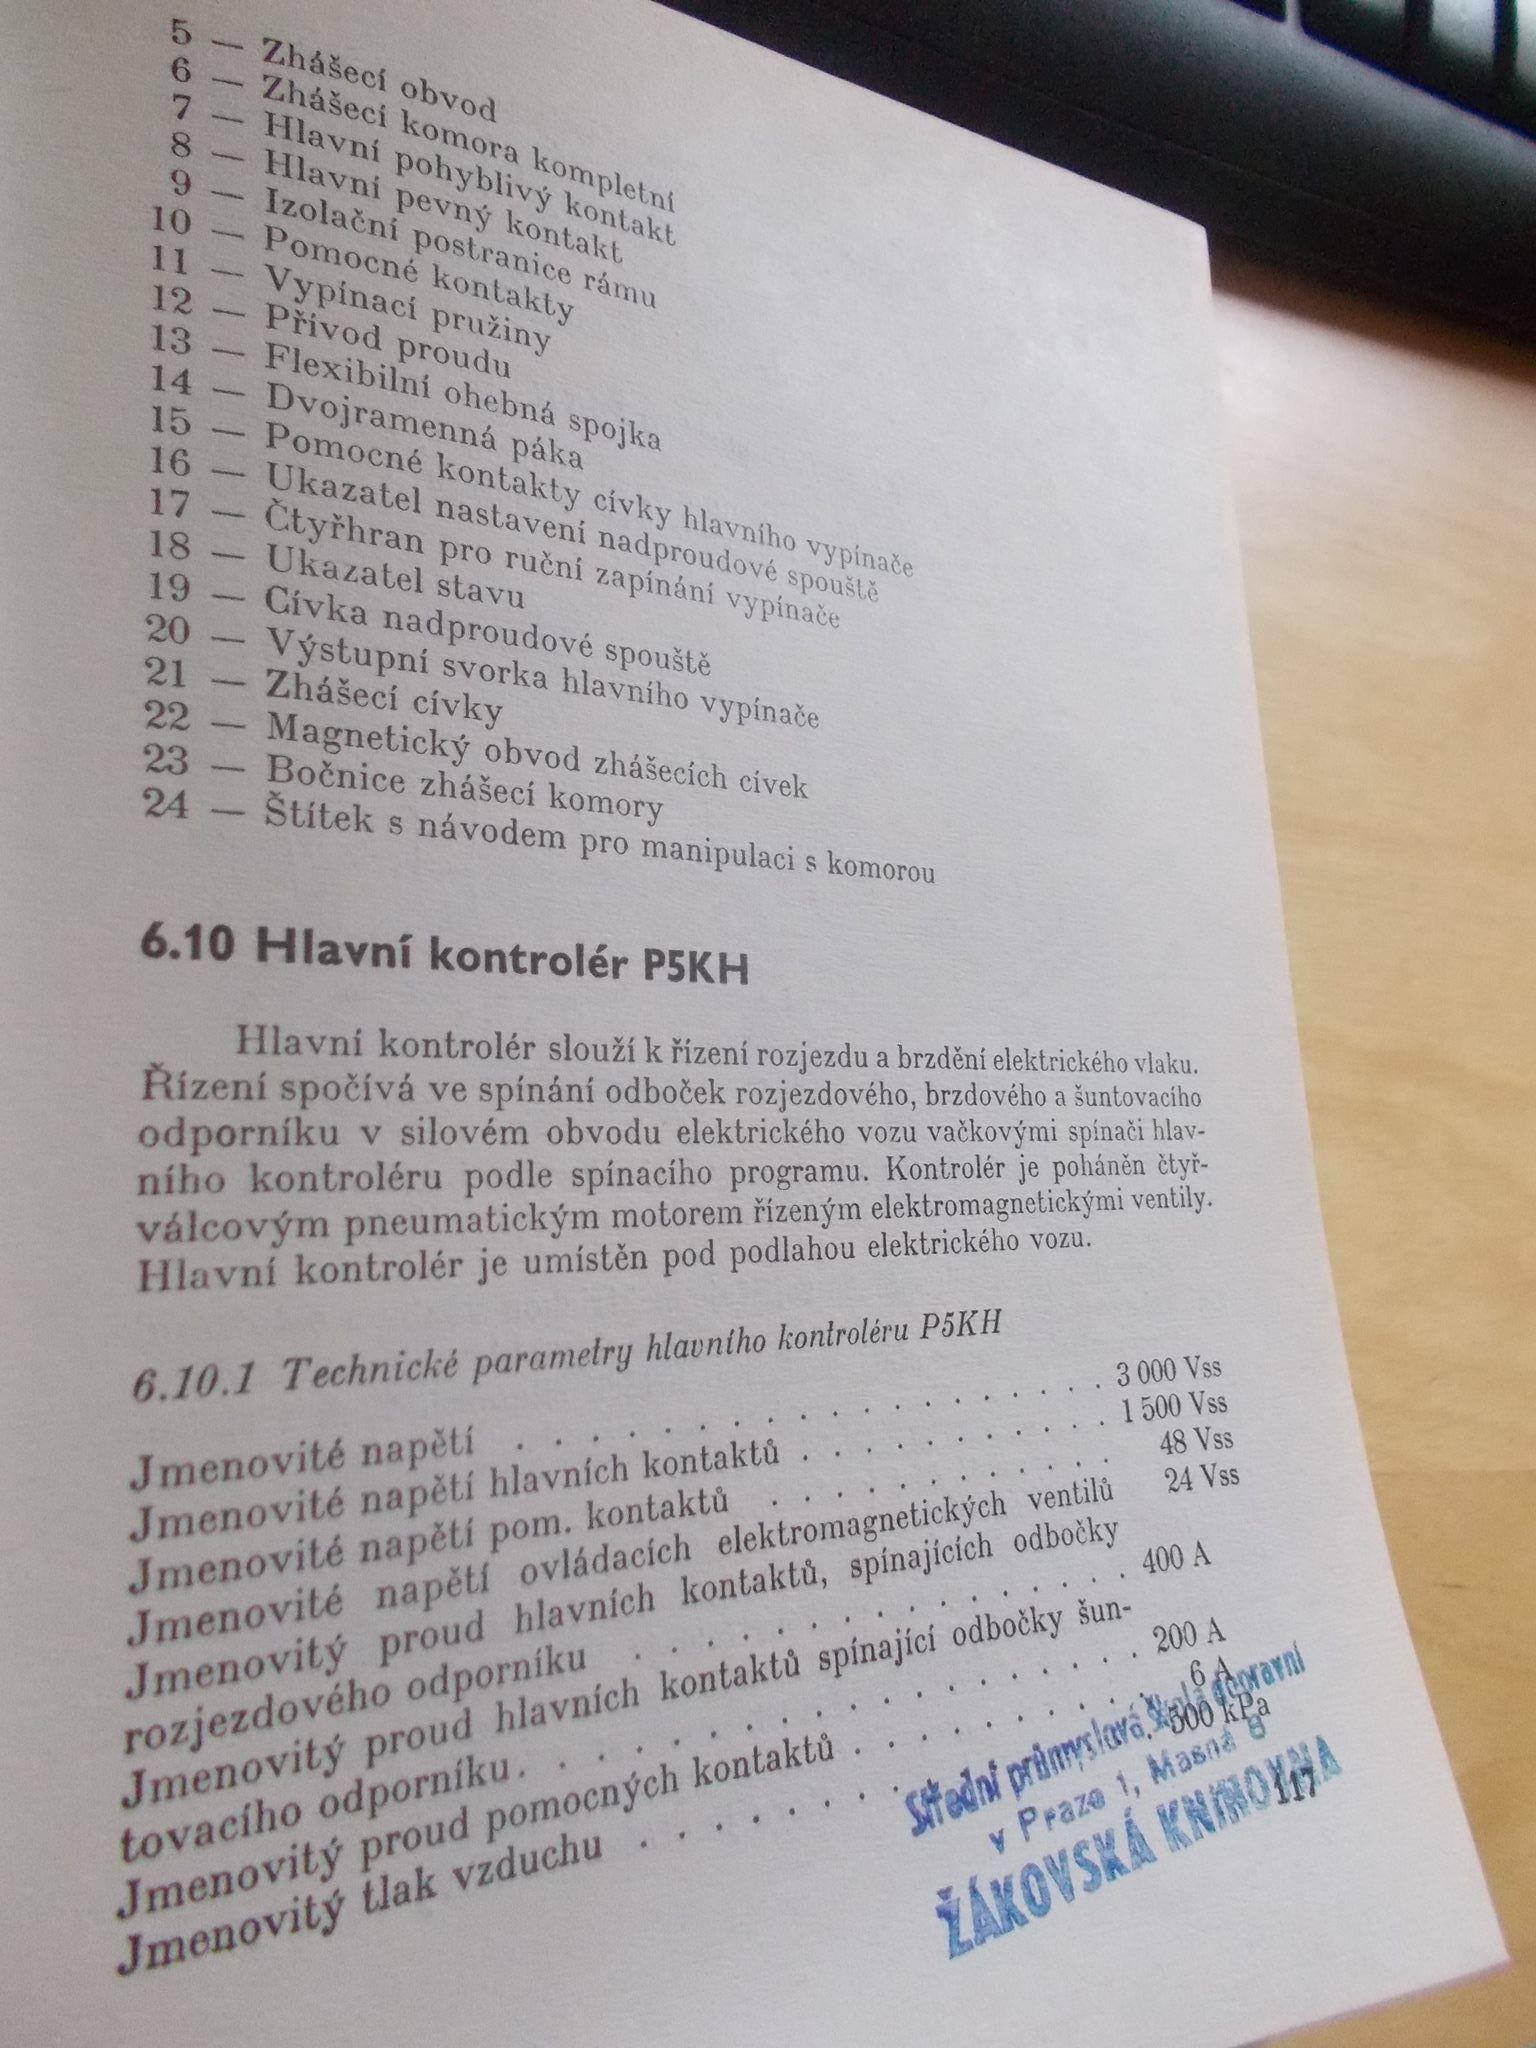 5 — Zhášecí obvod
6 — Zhášecí komora kompletní
7 — Hlavní pohyblivý kontakt
8 — Hlavní pevný kontakt
9 — Izolační postranice rámu
10 — Pomocné kontakty
11 — Vypínací pružiny
12 — Přívod proudu
13 — Flexibilní ohebná spojka
14 — Dvojramenná páka
15 — Pomocné kontakty cívky hlavního vypínače
16 — Ukazatel nastavení nadproudové spouště
17 — Čtyřhran pro ruční zapínání vypínače
18 — Ukazatel stavu
19 — Cívka nadproudové spouště
20 — Výstupní svorka hlavního vypínače
21 — Zhášecí cívky
22 — Magnetický obvod zhášecích cívek
23 — Bočnice zhášecí komory
24 — Štítek s návodem pro manipulaci s komorou
6.10 Hlavní kontrolér P5KH
Hlavní kontrolér slouží k řízení rozjezdu a brzdění elektrického vlaku.
Řízení spočívá ve spínání odboček rozjezdového, brzdového a šuntovacího
odporníku v silovém obvodu elektrického vozu vačkovými spínači hlav-
ního kontroléru podle spínacího programu. Kontrolér je poháněn čtyř-
válcovým pneumatickým motorem řízeným elektromagnetickými ventily.
Hlavní kontrolér je umístěn pod podlahou elektrického vozu.
6.10.1 Technické parametry hlavního kontroléru P5KH
Jmenovité napětí . . . . . . . . . . . . . . . . . . 3 000 Vss
Jmenovité napětí hlavních kontaktů . . . . . . . . . . . 1 500 Vss
Jmenovité napětí pom. kontaktů . . . . . . . . . . . . 48 Vss
Jmenovité napětí ovládacích elektromagnetických ventilů 24 Vss
Jmenovitý proud hlavních kontaktů, spínajících odbočky
rozjezdového odporníku . . . . . . . . . . . . . . . 400 A
Jmenovitý proud hlavních kontaktů spínající odbočky šun-
tovacího odporníku . . . . . . . . . . . . . . . . . 200 A
Jmenovitý proud pomocných kontaktů . . . . . . . . . . 6 A
Jmenovitý tlak vzduchu . . . . . . . . . . . . . . . 500 kPa
Střední průmyslová škola dopravní
v Praze 1, Masná 8
ŽÁKOVSKÁ KNIHOVNA
117